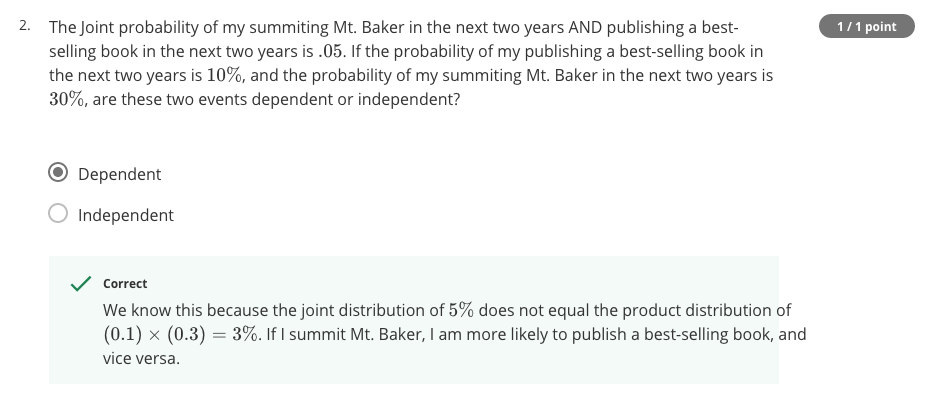 2. The Joint probability of my summiting Mt. Baker in the next two years AND publishing a best-
selling book in the next two years is .05. If the probability of my publishing a best-selling book in
the next two years is 10%, and the probability of my summiting Mt. Baker in the next two years is
30%, are these two events dependent or independent?
1 / 1 point
Dependent
Independent
Correct
We know this because the joint distribution of 5% does not equal the product distribution of
(0.1) × (0.3) = 3%. If I summit Mt. Baker, I am more likely to publish a best-selling book, and
vice versa.